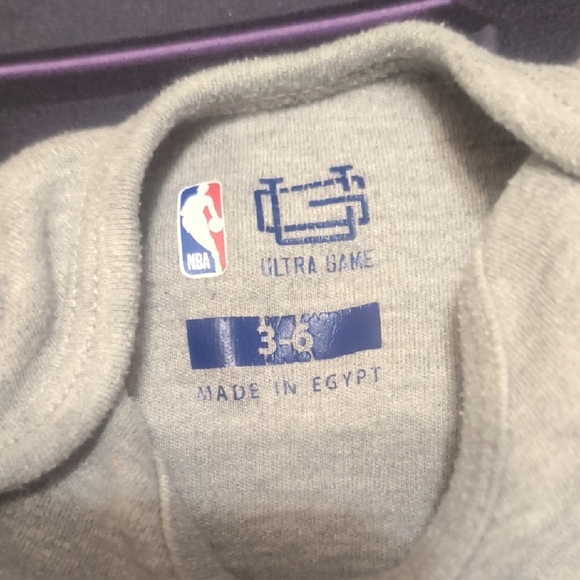 NBA
ULTRA GAME
3-6
MADE IN EGYPT